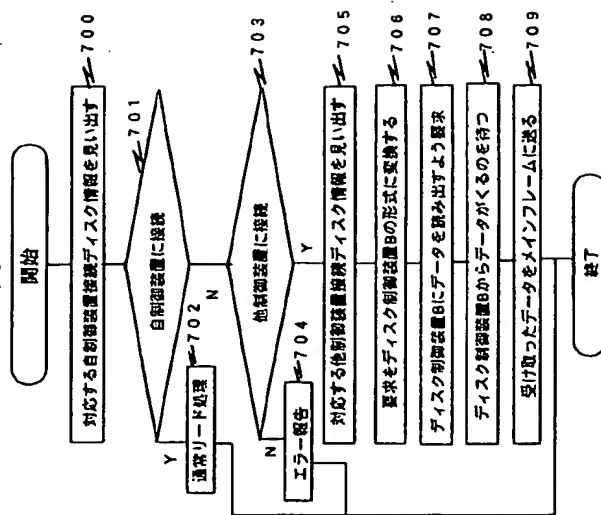 開始
700
対応する自制御装置接続ディスク情報を見い出す
701
自制御装置に接続
Y
N
702
通常リード処理
703
他制御装置に接続
N
Y
704
エラー報告
705
対応する他制御装置接続ディスク情報を見い出す
706
要求をディスク制御装置Bの形式に変換する
707
ディスク制御装置Bにデータを読み出すよう要求
708
ディスク制御装置Bからデータがくるのを待つ
709
受け取ったデータをメインフレームに送る
終了